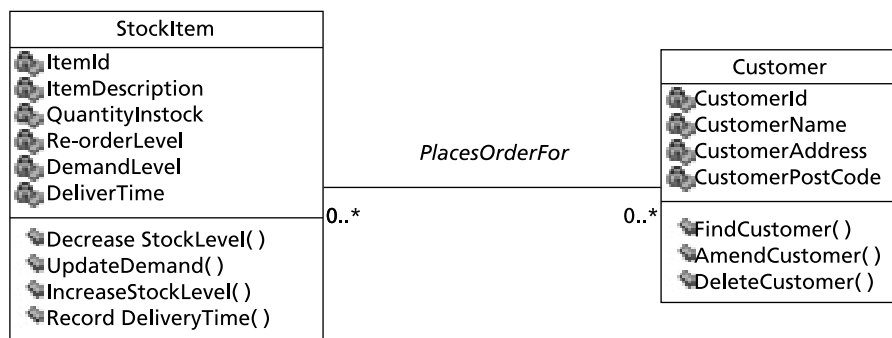 StockItem
ItemId
ItemDescription
QuantityInstock
Re-orderLevel
DemandLevel
DeliverTime
Decrease StockLevel( )
UpdateDemand( )
IncreaseStockLevel( )
Record DeliveryTime( )
PlacesOrderFor
0..*
0..*
Customer
CustomerId
CustomerName
CustomerAddress
CustomerPostCode
FindCustomer( )
AmendCustomer( )
DeleteCustomer( )